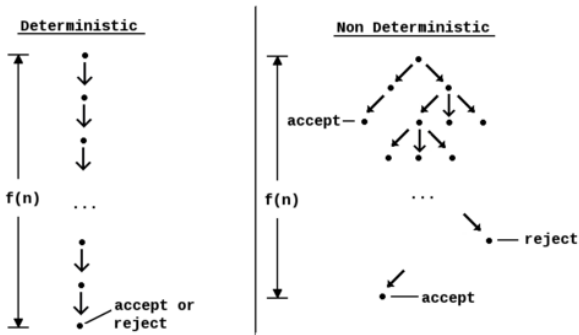 Deterministic
f(n)
...
accept or
reject
Non Deterministic
accept
f(n)
...
reject
accept